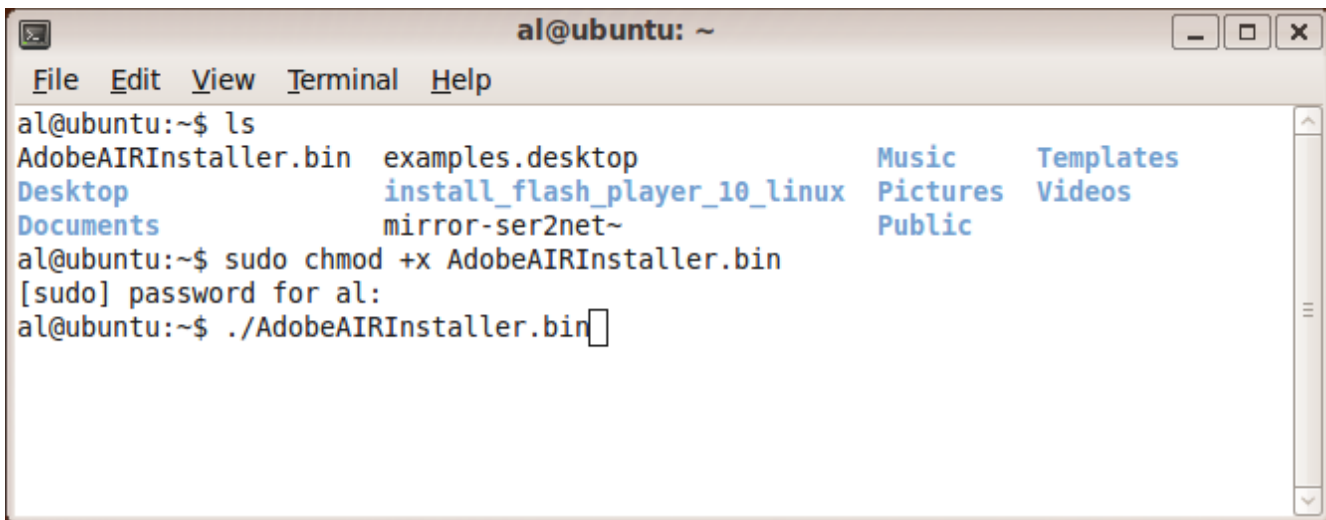 al@ubuntu: ~
File Edit View Terminal Help
al@ubuntu:~$ ls
AdobeAIRInstaller.bin examples.desktop Music Templates
Desktop install_flash_player_10_linux Pictures Videos
Documents mirror-ser2net~ Public
al@ubuntu:~$ sudo chmod +x AdobeAIRInstaller.bin
[sudo] password for al:
al@ubuntu:~$ ./AdobeAIRInstaller.bin